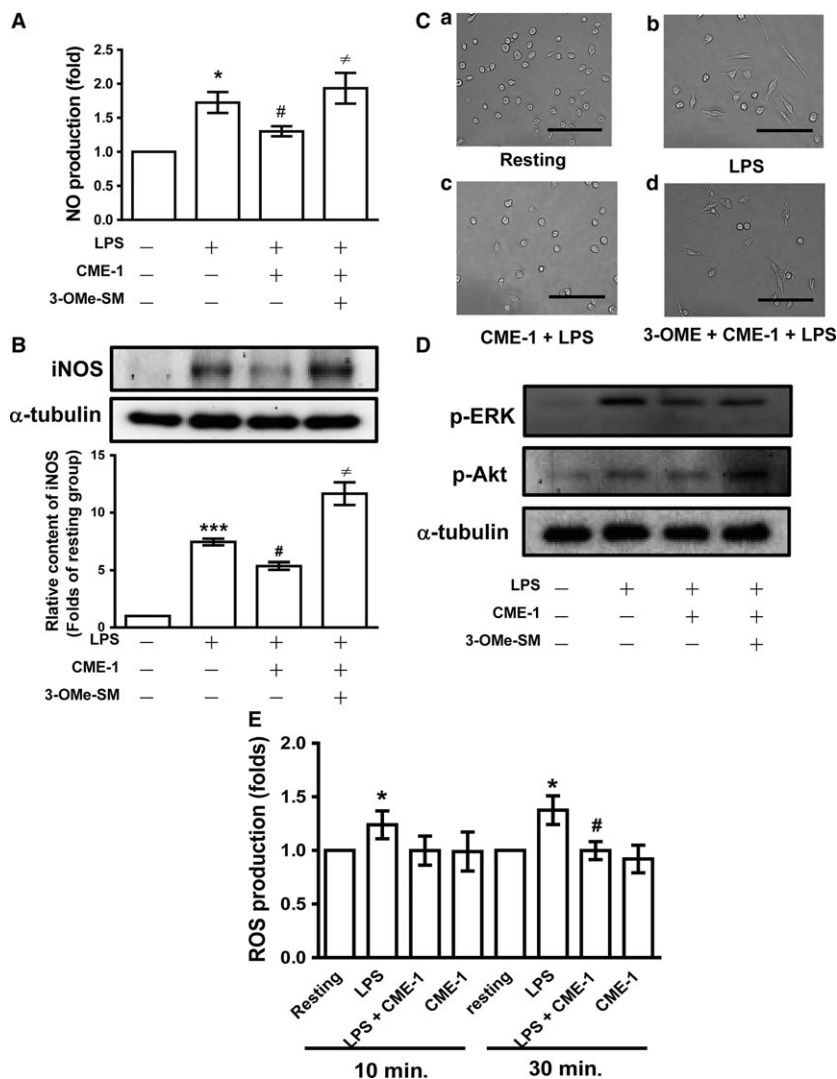 A
NO production (fold)
2.5
2.0
1.5
1.0
0.5
0.0
*
#
≠
LPS — + + +
CME-1 — — + +
3-OMe-SM — — — +
C
a
Resting
b
LPS
c
CME-1 + LPS
d
3-OME + CME-1 + LPS
B
iNOS
α-tubulin
Rlative content of iNOS
(Folds of resting group)
15
10
5
0
***
#
≠
LPS — + + +
CME-1 — — + +
3-OMe-SM — — — +
D
p-ERK
p-Akt
α-tubulin
LPS — + + +
CME-1 — — + +
3-OMe-SM — — — +
E
ROS production (folds)
2.0
1.5
1.0
0.5
0.0
*
*
#
Resting
LPS
LPS + CME-1
CME-1
resting
LPS
LPS + CME-1
CME-1
10 min.
30 min.